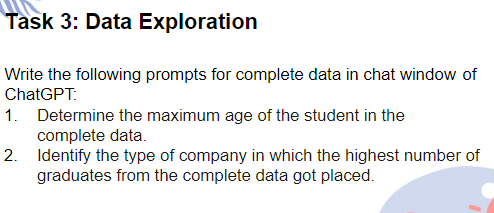 Task 3: Data Exploration
Write the following prompts for complete data in chat window of
ChatGPT:
1. Determine the maximum age of the student in the
complete data.
2. Identify the type of company in which the highest number of
graduates from the complete data got placed.